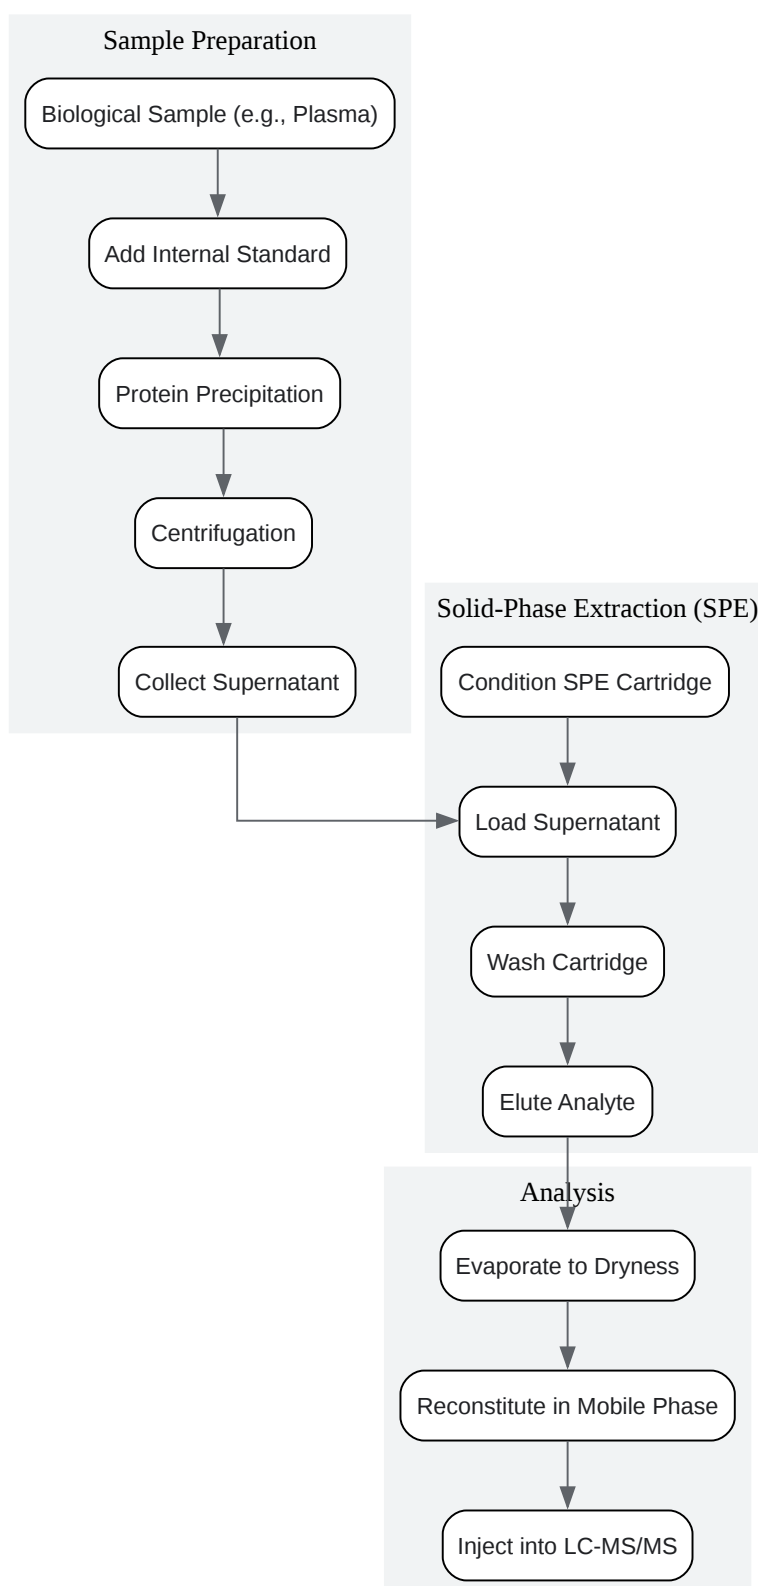 Sample Preparation
Biological Sample (e.g., Plasma)
Add Internal Standard
Protein Precipitation
Centrifugation
Collect Supernatant
Solid-Phase Extraction (SPE)
Condition SPE Cartridge
Load Supernatant
Wash Cartridge
Elute Analyte
Analysis
Evaporate to Dryness
Reconstitute in Mobile Phase
Inject into LC-MS/MS